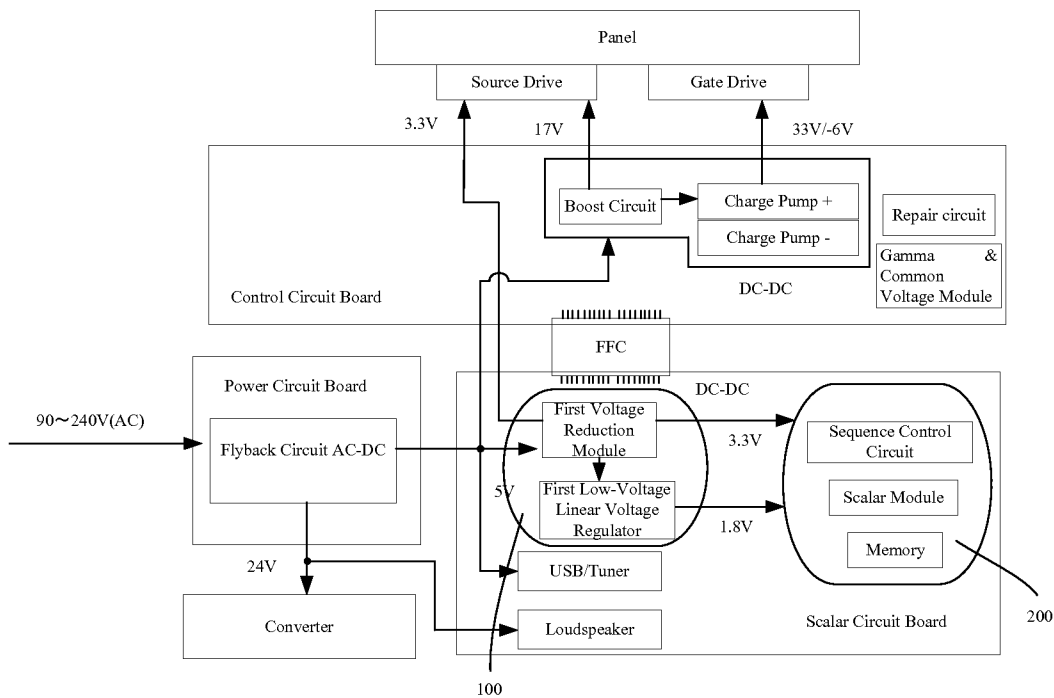 Panel
Source Drive
Gate Drive
3.3V
17V
33V/-6V
Boost Circuit
Charge Pump +
Charge Pump -
Repair circuit
Gamma &
Common
Voltage Module
DC-DC
Control Circuit Board
FFC
Power Circuit Board
DC-DC
90~240V(AC)
Flyback Circuit AC-DC
First Voltage
Reduction
Module
3.3V
Sequence Control
Circuit
5V
First Low-Voltage
Linear Voltage
Regulator
1.8V
Scalar Module
Memory
24V
USB/Tuner
200
Converter
Loudspeaker
Scalar Circuit Board
100